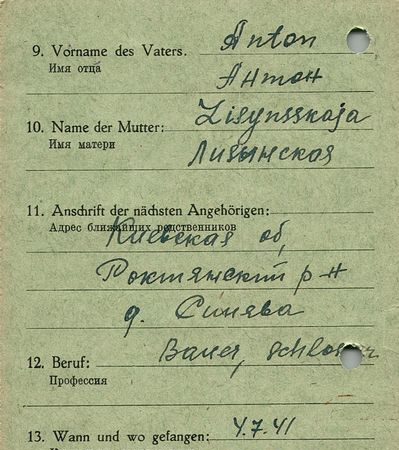 9. Vorname des Vaters. Anton
Имя отца
Антон
10. Name der Mutter: Lisynsskaja
Имя матери
Лисынская
11. Anschrift der nächsten Angehörigen:
Адрес ближайших родственников
Киевская об,
Роктянский р-н
д. Синява
12. Beruf: Bauer, Schlosser
Профессия
13. Wann und wo gefangen: 4.7.41